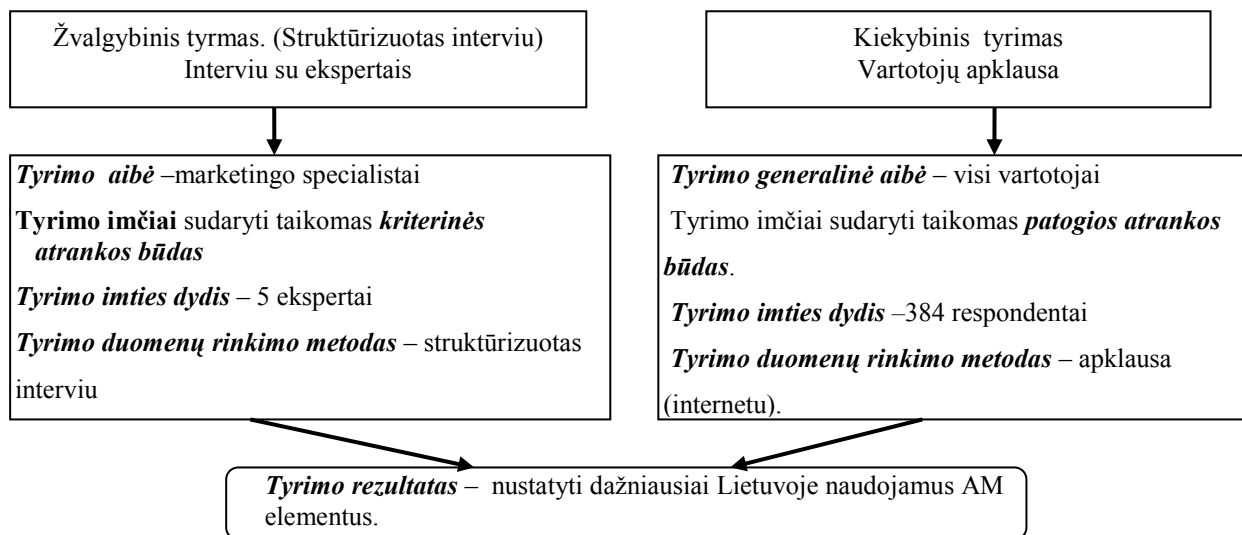 Žvalgybinis tyrmas. (Struktūrizuotas interviu)
Interviu su ekspertais
Kiekybinis tyrimas
Vartotojų apklausa
Tyrimo aibė –marketingo specialistai
Tyrimo imčiai sudaryti taikomas kriterinės
atrankos būdas
Tyrimo imties dydis – 5 ekspertai
Tyrimo duomenų rinkimo metodas – struktūrizuotas
interviu
Tyrimo generalinė aibė – visi vartotojai
Tyrimo imčiai sudaryti taikomas patogios atrankos
būdas.
Tyrimo imties dydis –384 respondentai
Tyrimo duomenų rinkimo metodas – apklausa
(internetu).
Tyrimo rezultatas – nustatyti dažniausiai Lietuvoje naudojamus AM
elementus.